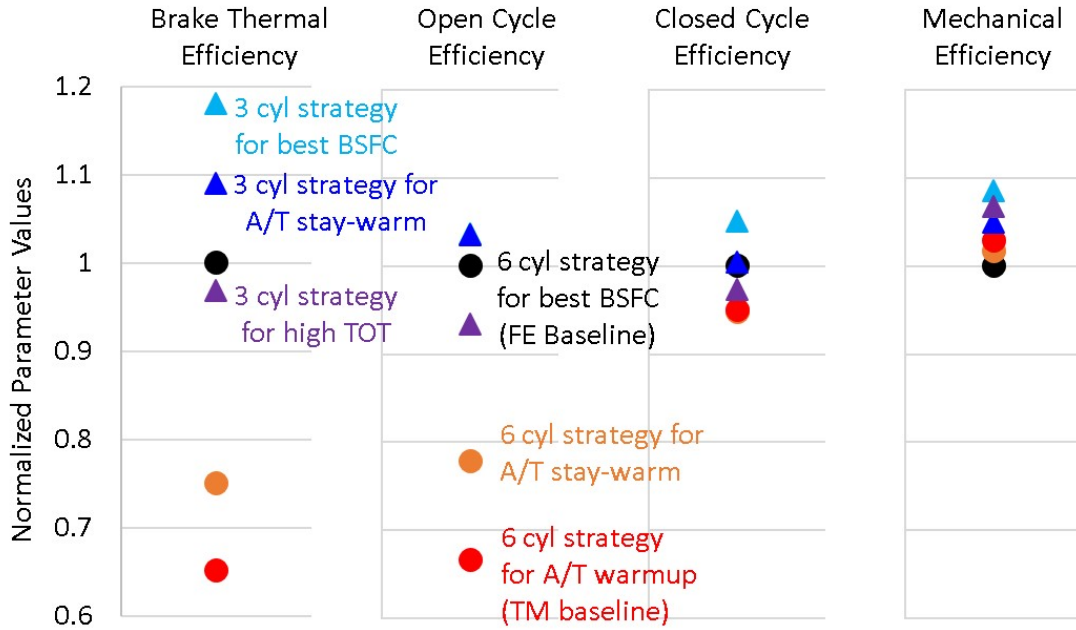 Brake Thermal
Efficiency
Open Cycle
Efficiency
Closed Cycle
Efficiency
Mechanical
Efficiency
Normalized Parameter Values
1.2
1.1
1
0.9
0.8
0.7
0.6
3 cyl strategy
for best BSFC
3 cyl strategy for
A/T stay-warm
3 cyl strategy
for high TOT
6 cyl strategy
for best BSFC
(FE Baseline)
6 cyl strategy for
A/T stay-warm
6 cyl strategy
for A/T warmup
(TM baseline)